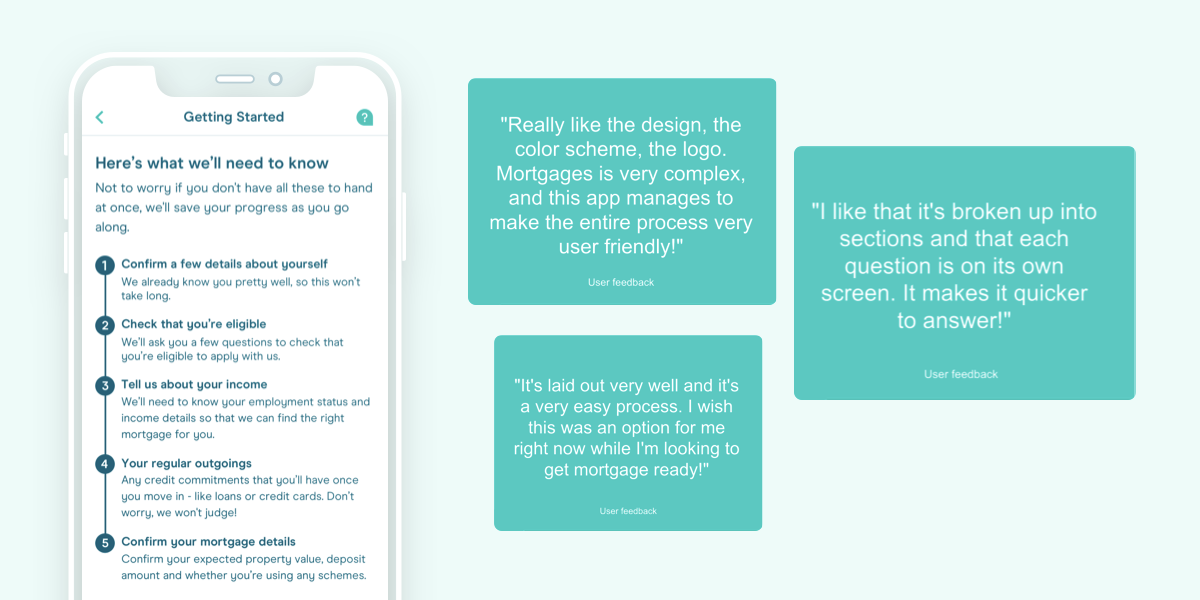 Getting Started
?
Here's what we'll need to know
Not to worry if you don't have all these to hand
at once, we'll save your progress as you go
along.
1
Confirm a few details about yourself
We already know you pretty well, so this won't
take long.
2
Check that you're eligible
We'll ask you a few questions to check that
you're eligible to apply with us.
3
Tell us about your income
We'll need to know your employment status and
income details so that we can find the right
mortgage for you.
4
Your regular outgoings
Any credit commitments that you'll have once
you move in - like loans or credit cards. Don't
worry, we won't judge!
5
Confirm your mortgage details
Confirm your expected property value, deposit
amount and whether you're using any schemes.
"Really like the design, the
color scheme, the logo.
Mortgages is very complex,
and this app manages to
make the entire process very
user friendly!"
User feedback
"I like that it's broken up into
sections and that each
question is on its own
screen. It makes it quicker
to answer!"
User feedback
"It's laid out very well and it's
a very easy process. I wish
this was an option for me
right now while I'm looking to
get mortgage ready!"
User feedback